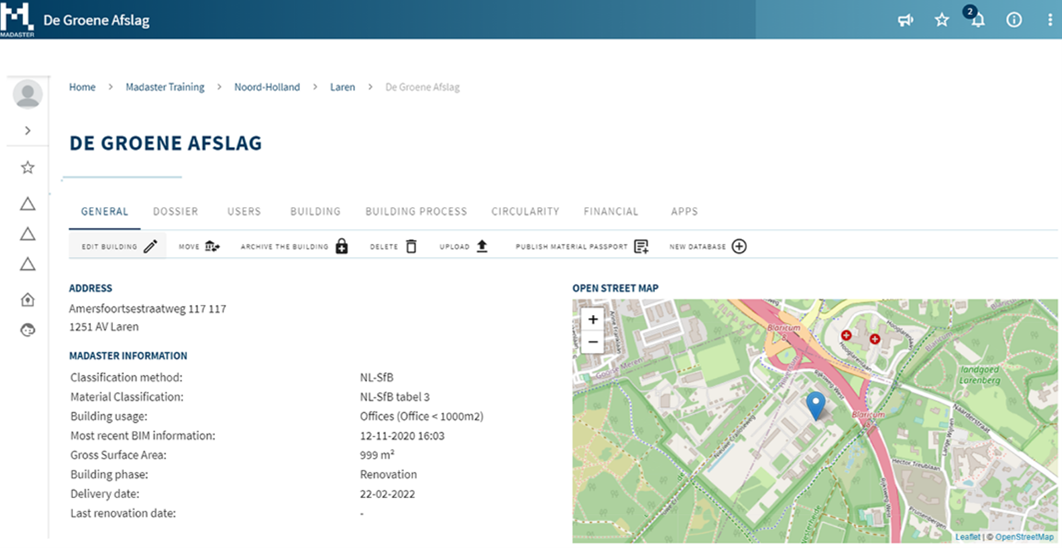 M.
MADASTER
De Groene Afslag
2
Home > Madaster Training > Noord-Holland > Laren > De Groene Afslag
DE GROENE AFSLAG
GENERAL DOSSIER USERS BUILDING BUILDING PROCESS CIRCULARITY FINANCIAL APPS
EDIT BUILDING MOVE ARCHIVE THE BUILDING DELETE UPLOAD PUBLISH MATERIAL PASSPORT NEW DATABASE
ADDRESS
Amersfoortsestraatweg 117 117
1251 AV Laren
MADASTER INFORMATION
Classification method: NL-SfB
Material Classification: NL-SfB tabel 3
Building usage: Offices (Office < 1000m2)
Most recent BIM information: 12-11-2020 16:03
Gross Surface Area: 999 m²
Building phase: Renovation
Delivery date: 22-02-2022
Last renovation date: -
OPEN STREET MAP
+
−
Blaricum
landgoed
Larenberg
Blaricum
Naarderstraat
Hector Treublaan
Leaflet | © OpenStreetMap